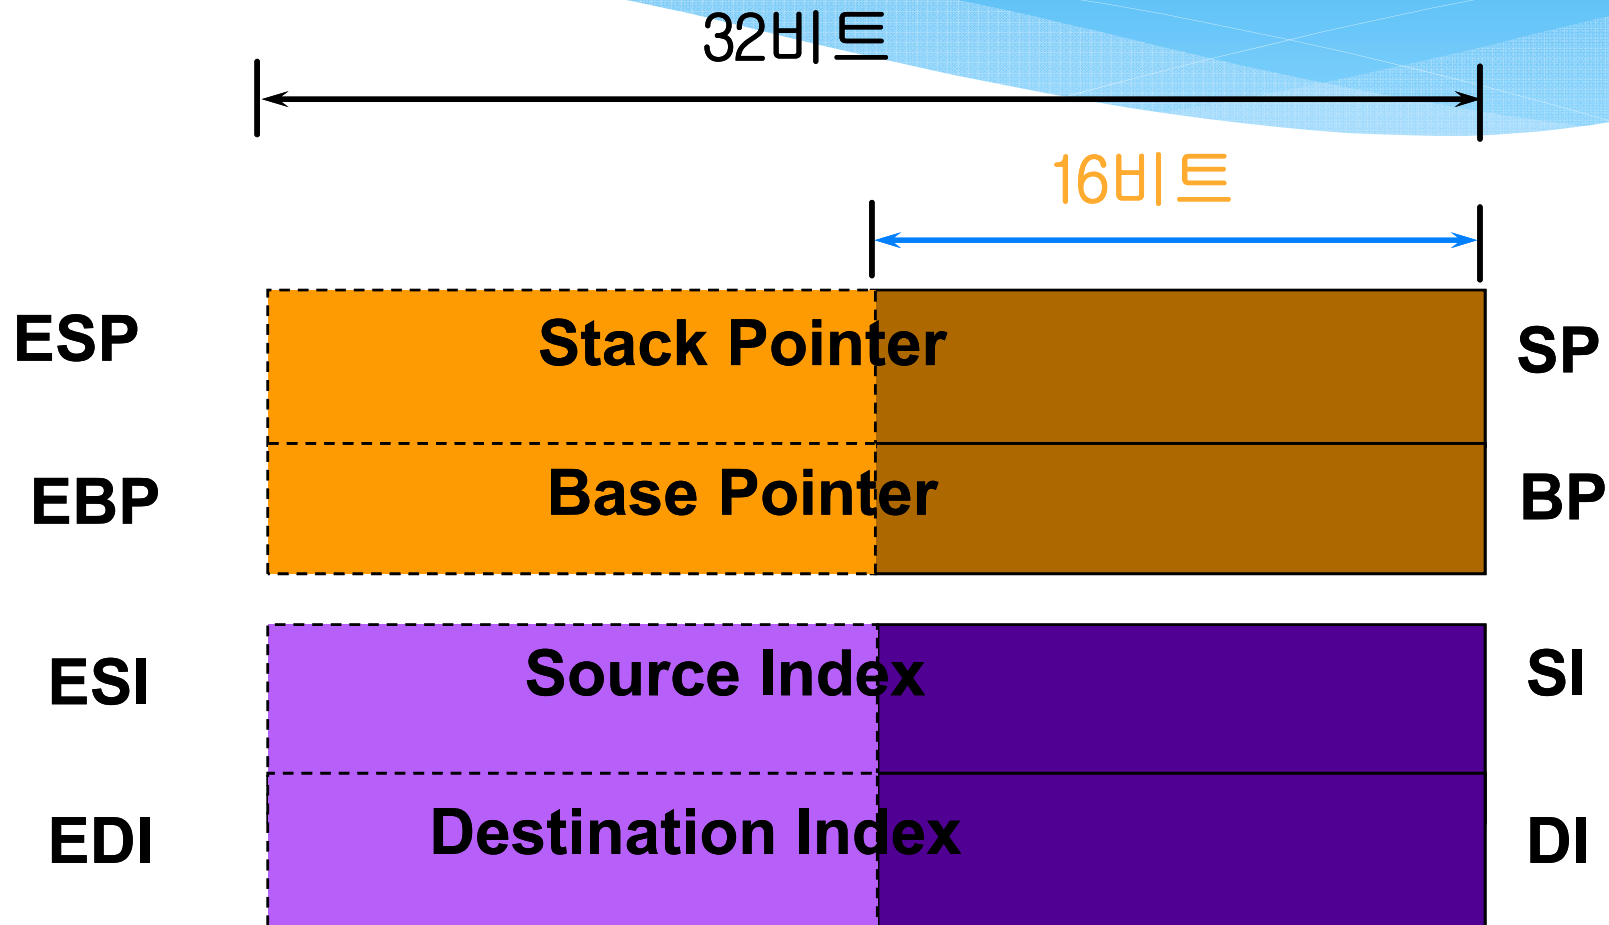 32비트
16비트
ESP Stack Pointer SP
EBP Base Pointer BP
ESI Source Index SI
EDI Destination Index DI